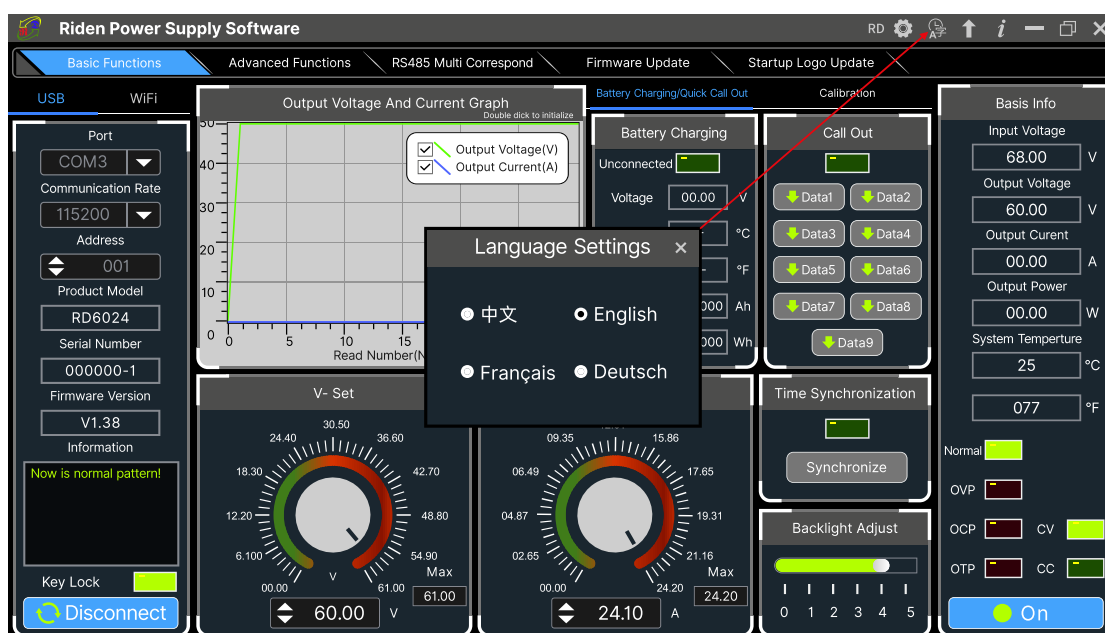 Riden Power Supply Software
RD
Basic Functions
Advanced Functions
RS485 Multi Correspond
Firmware Update
Startup Logo Update
USB
WiFi
Port
COM3
Communication Rate
115200
Address
001
Product Model
RD6024
Serial Number
000000-1
Firmware Version
V1.38
Information
Now is normal pattern!
Key Lock
Disconnect
Output Voltage And Current Graph
Double dick to initialize
Output Voltage(V)
Output Current(A)
50
40
30
20
10
0
0 5 10 15
Read Number(N
Battery Charging/Quick Call Out
Calibration
Battery Charging
Unconnected
Voltage 00.00 V
°C
°F
000 Ah
000 Wh
Call Out
Data1 Data2
Data3 Data4
Data5 Data6
Data7 Data8
Data9
Language Settings ×
中文
English
Français
Deutsch
V- Set
30.50
24.40 36.60
18.30 42.70
12.20 48.80
6.100 54.90
00.00 V 61.00
Max
61.00
60.00 V
09.35 15.86
06.49 17.65
04.87 19.31
02.65 21.16
00.00 A 24.20
Max
24.20
24.10 A
Time Synchronization
Synchronize
Backlight Adjust
0 1 2 3 4 5
Basis Info
Input Voltage
68.00 V
Output Voltage
60.00 V
Output Curent
00.00 A
Output Power
00.00 W
System Temperture
25 °C
077 °F
Normal
OVP
OCP CV
OTP CC
On